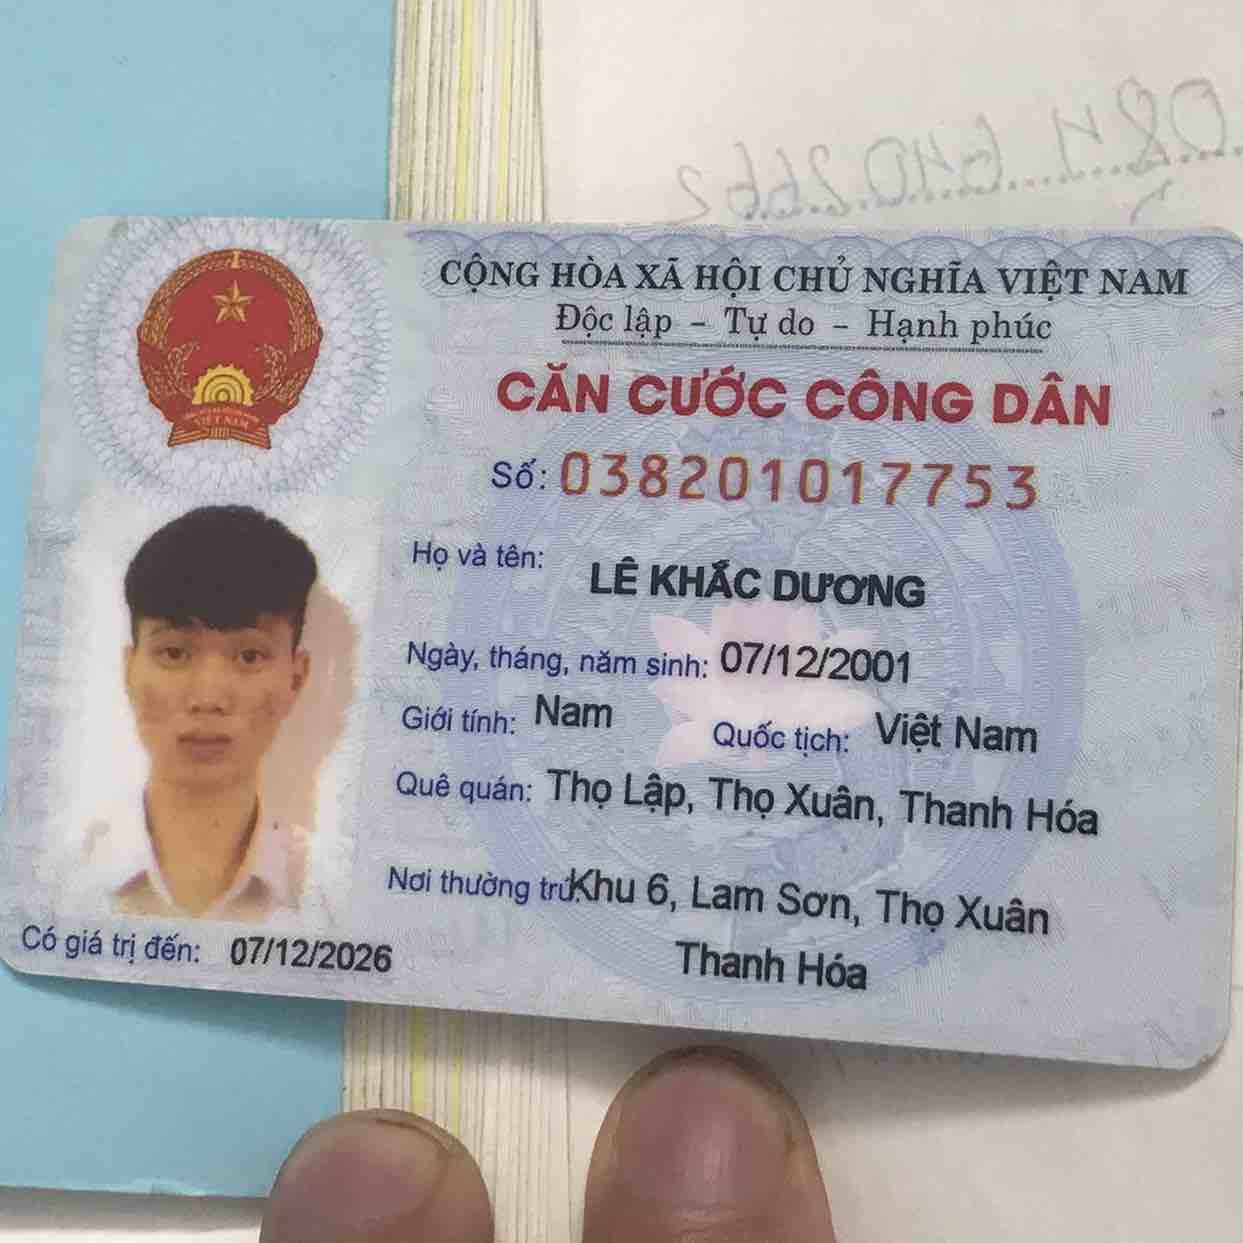 CỘNG HÒA XÃ HỘI CHỦ NGHĨA VIỆT NAM
Độc lập - Tự do - Hạnh phúc
CĂN CƯỚC CÔNG DÂN
Số: 038201017753
Họ và tên: LÊ KHẮC DƯƠNG
Ngày, tháng, năm sinh: 07/12/2001
Giới tính: Nam Quốc tịch: Việt Nam
Quê quán: Thọ Lập, Thọ Xuân, Thanh Hóa
Nơi thường trú: Khu 6, Lam Sơn, Thọ Xuân
Thanh Hóa
Có giá trị đến: 07/12/2026